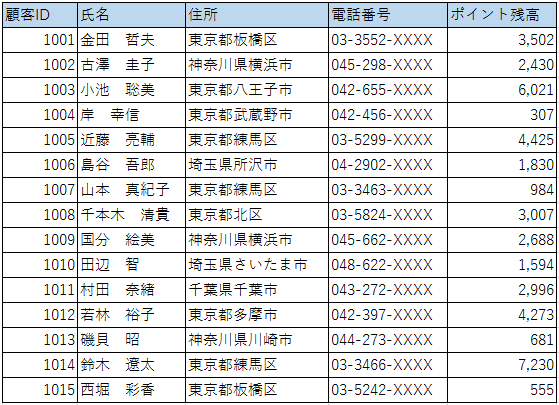 顧客ID 氏名 住所 電話番号 ポイント残高
1001 金田　哲夫 東京都板橋区 03-3552-XXXX 3,502
1002 古澤　圭子 神奈川県横浜市 045-298-XXXX 2,430
1003 小池　聡美 東京都八王子市 042-655-XXXX 6,021
1004 岸　幸信 東京都武蔵野市 042-456-XXXX 307
1005 近藤　亮輔 東京都練馬区 03-5299-XXXX 4,425
1006 島谷　吾郎 埼玉県所沢市 04-2902-XXXX 1,830
1007 山本　真紀子 東京都練馬区 03-3463-XXXX 984
1008 千本木　清貴 東京都北区 03-5824-XXXX 3,007
1009 国分　絵美 神奈川県横浜市 045-662-XXXX 2,688
1010 田辺　智 埼玉県さいたま市 048-622-XXXX 1,594
1011 村田　奈緒 千葉県千葉市 043-272-XXXX 2,996
1012 若林　裕子 東京都多摩市 042-397-XXXX 4,273
1013 磯貝　昭 神奈川県川崎市 044-273-XXXX 681
1014 鈴木　遼太 東京都練馬区 03-3466-XXXX 7,230
1015 西堀　彩香 東京都板橋区 03-5242-XXXX 555